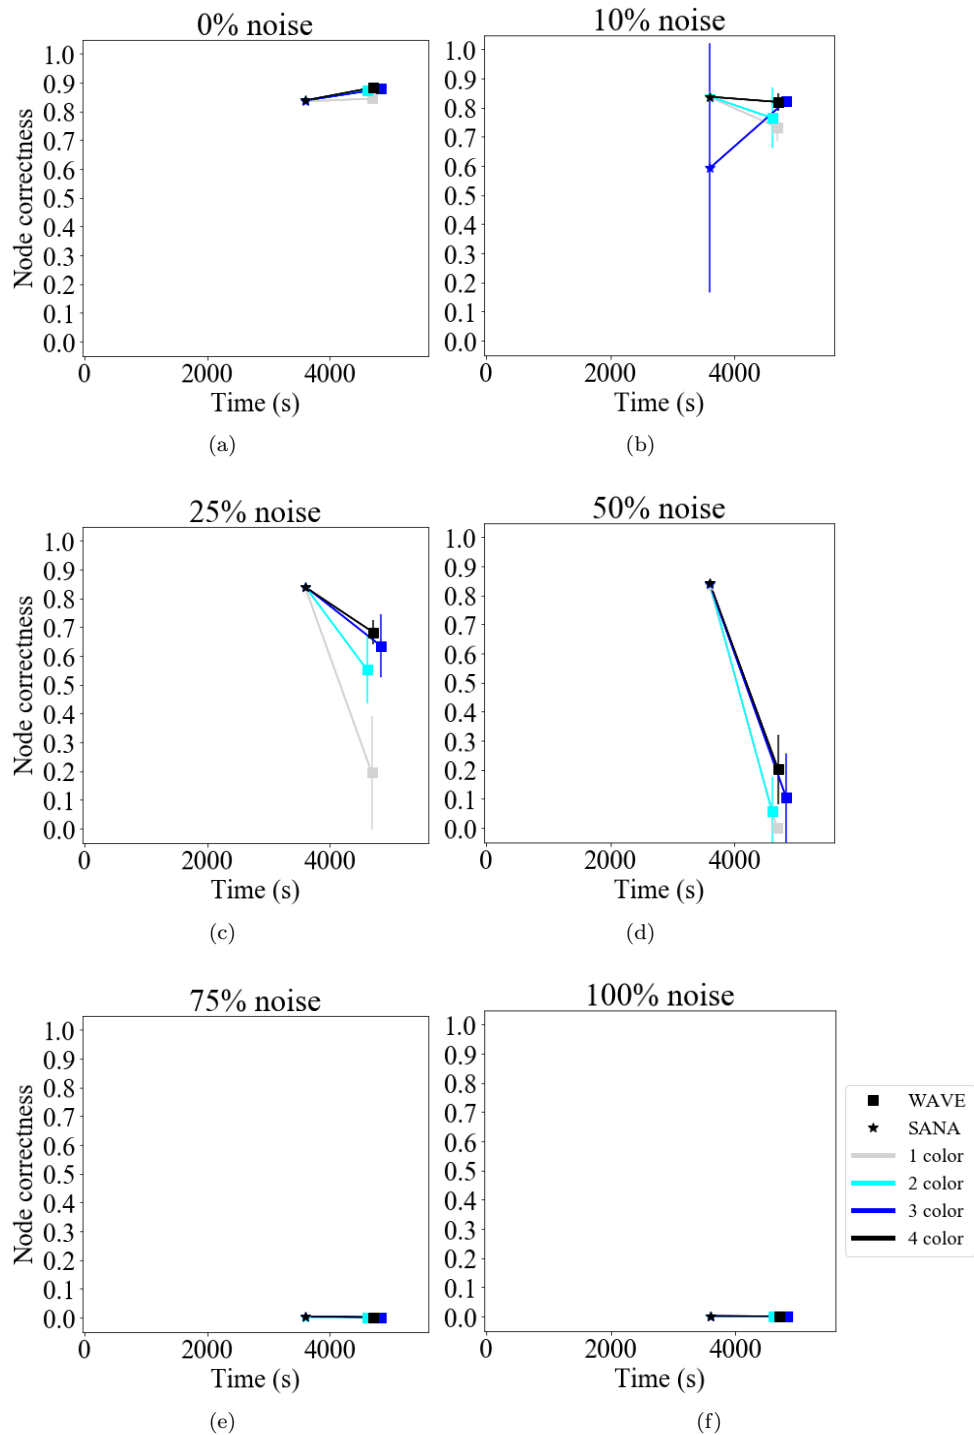 0% noise
10% noise
1.0
0.9
0.8
0.7
0.6
0.5
0.4
0.3
0.2
0.1
0.0
Node correctness
0 2000 4000
Time (s)
(a)
1.0
0.9
0.8
0.7
0.6
0.5
0.4
0.3
0.2
0.1
0.0
0 2000 4000
Time (s)
(b)
25% noise
50% noise
1.0
0.9
0.8
0.7
0.6
0.5
0.4
0.3
0.2
0.1
0.0
Node correctness
0 2000 4000
Time (s)
(c)
1.0
0.9
0.8
0.7
0.6
0.5
0.4
0.3
0.2
0.1
0.0
0 2000 4000
Time (s)
(d)
75% noise
100% noise
1.0
0.9
0.8
0.7
0.6
0.5
0.4
0.3
0.2
0.1
0.0
Node correctness
0 2000 4000
Time (s)
(e)
1.0
0.9
0.8
0.7
0.6
0.5
0.4
0.3
0.2
0.1
0.0
0 2000 4000
Time (s)
(f)
WAVE
SANA
1 color
2 color
3 color
4 color